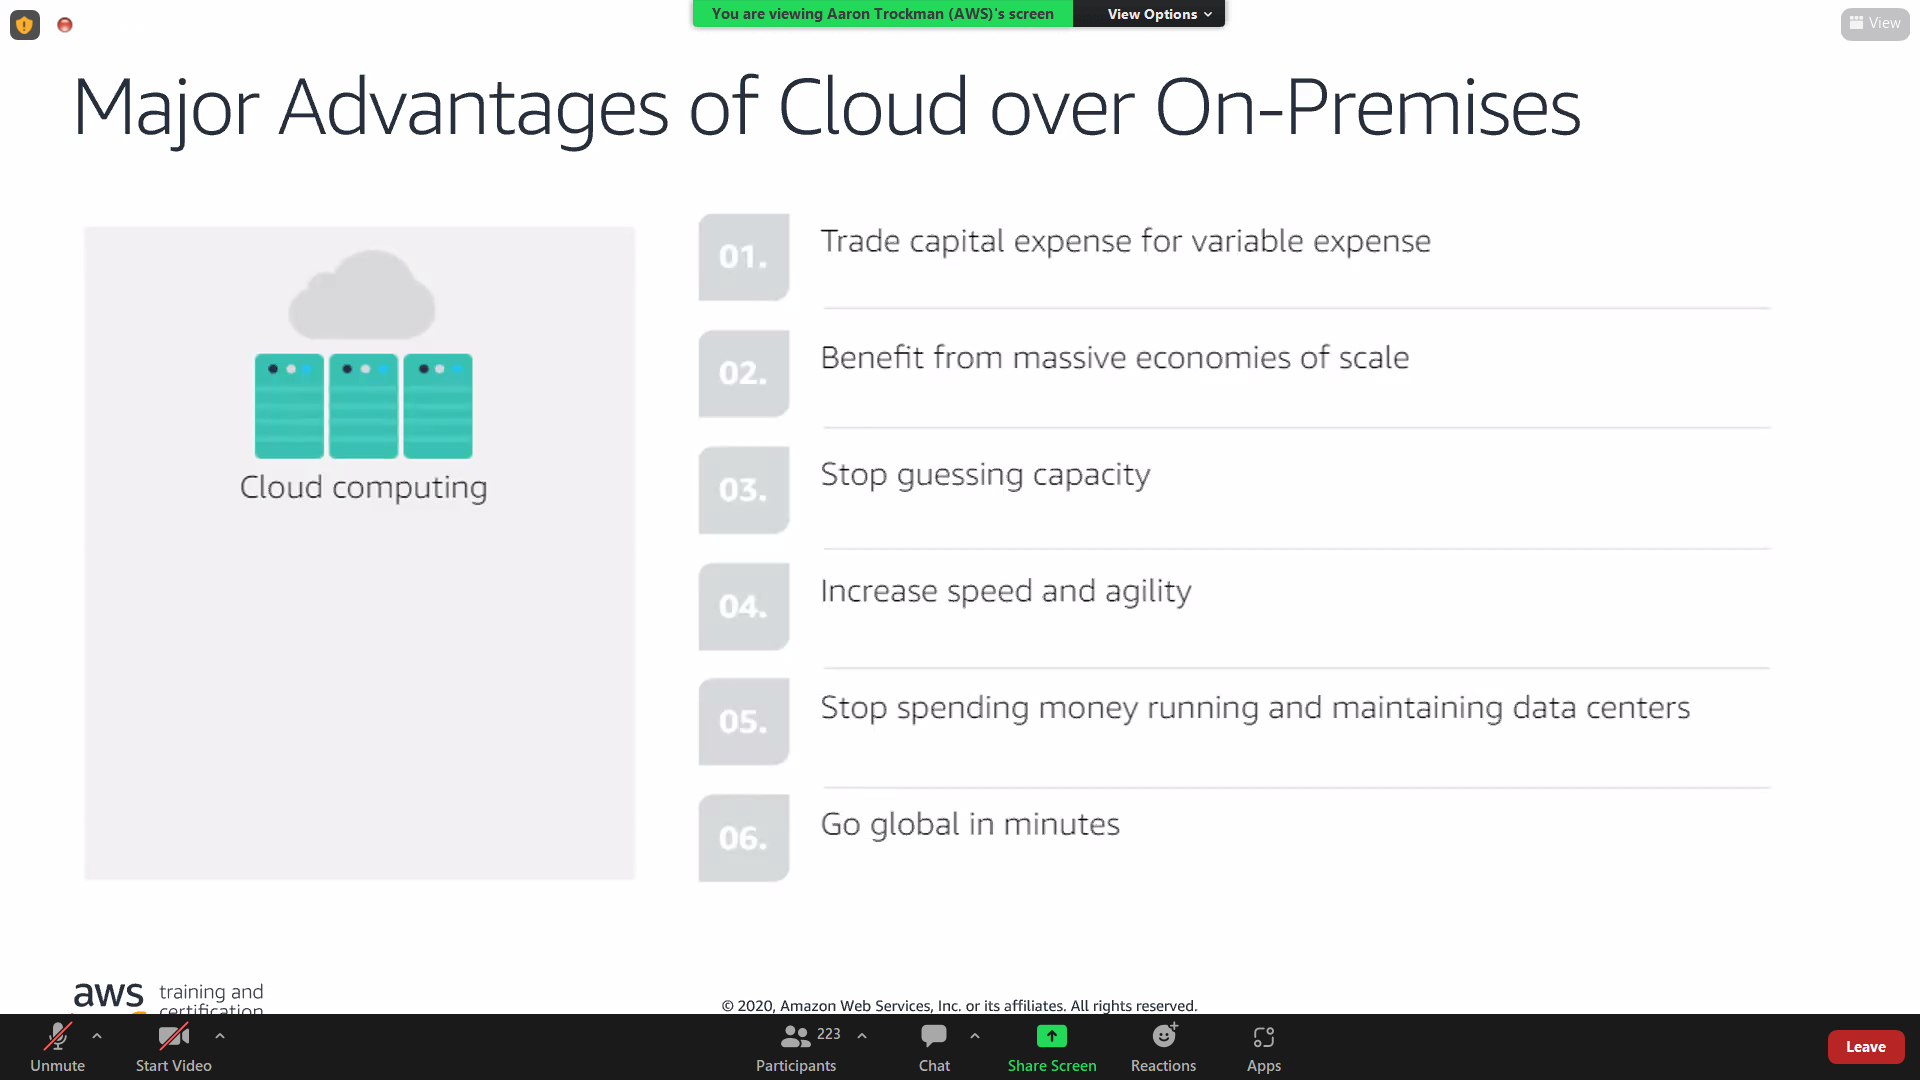 You are viewing Aaron Trockman (AWS)'s screen
View Options
View
Major Advantages of Cloud over On-Premises
Cloud computing
01.
Trade capital expense for variable expense
02.
Benefit from massive economies of scale
03.
Stop guessing capacity
04.
Increase speed and agility
05.
Stop spending money running and maintaining data centers
06.
Go global in minutes
aws training and
certification
© 2020, Amazon Web Services, Inc. or its affiliates. All rights reserved.
Unmute
Start Video
223
Participants
Chat
Share Screen
Reactions
Apps
Leave